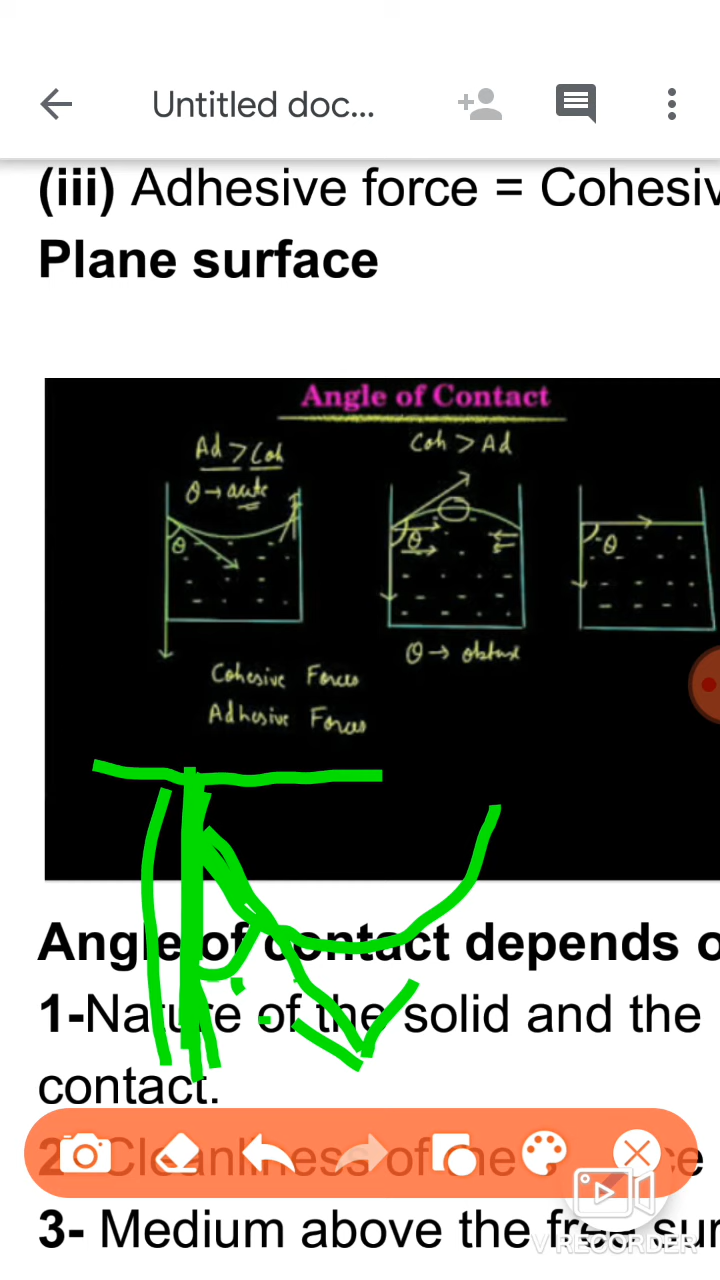 Untitled doc...
(iii) Adhesive force = Cohesiv
Plane surface
Angle of Contact
Ad > Coh
Coh > Ad
θ → acute
θ
θ
θ
θ → obtuse
Cohesive Forces
Adhesive Forces
Angle of contact depends o
1-Nature of the solid and the
contact.
2- Cleanliness of the ce
3- Medium above the free sur
V RECORDER